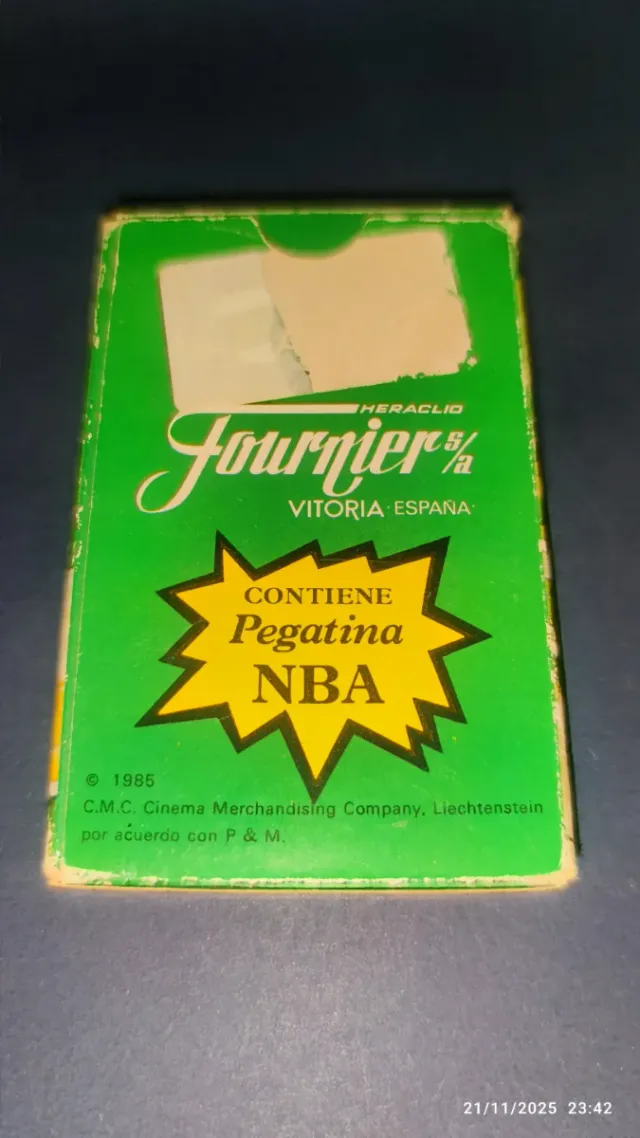 HERACLIO
Fournier s/a
VITORIA · ESPAÑA
CONTIENE
Pegatina
NBA
© 1985
C.M.C. Cinema Merchandising Company, Liechtenstein
por acuerdo con P & M.
21/11/2025 23:42